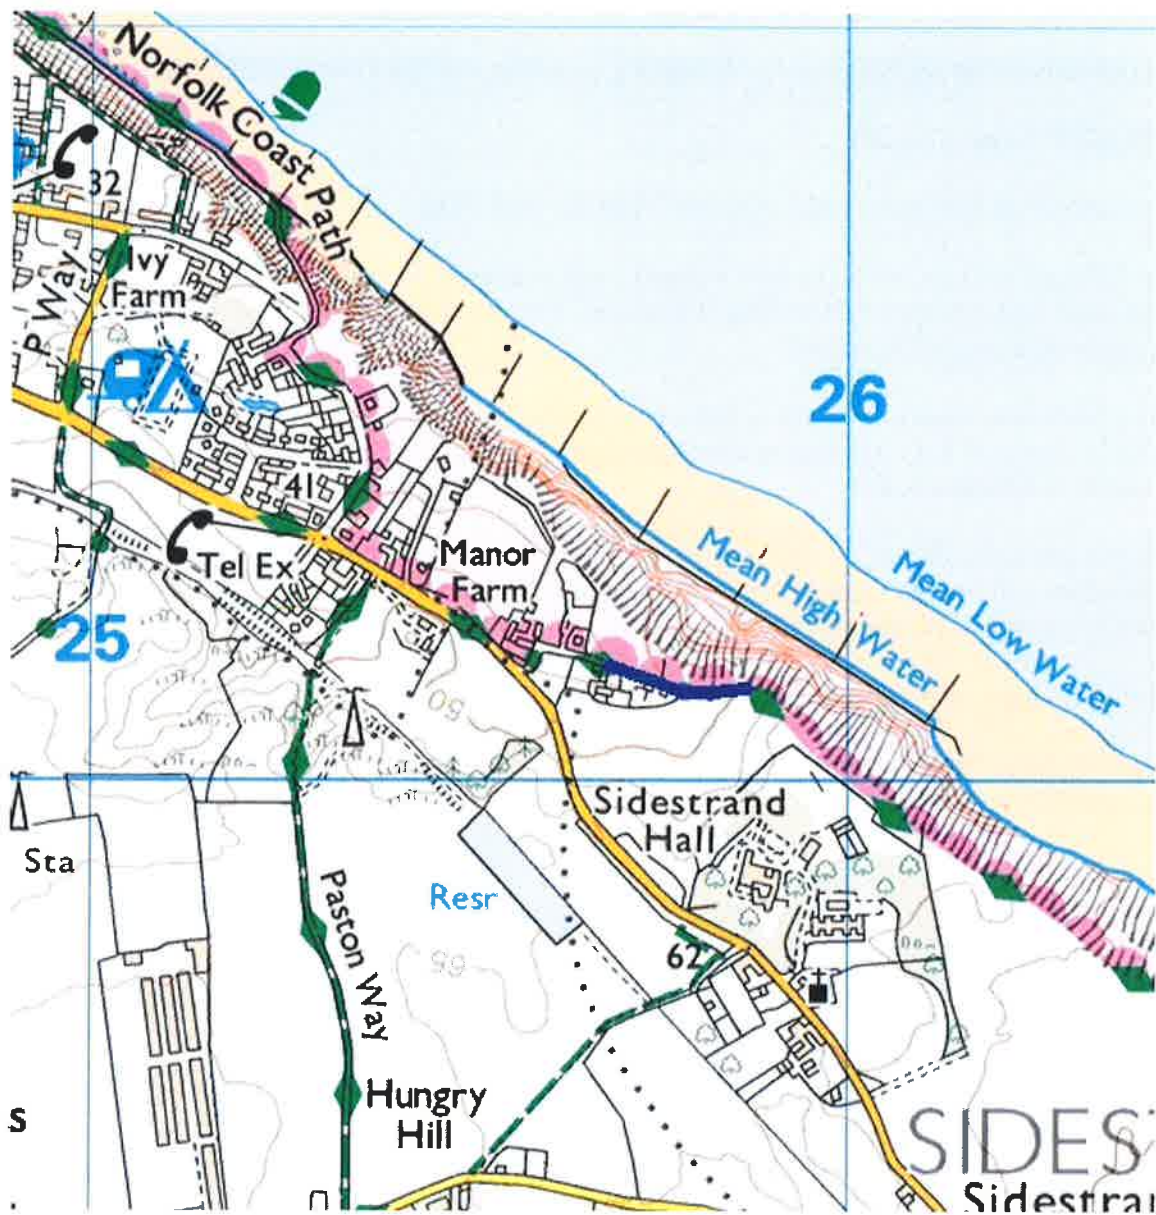 Norfolk Coast Path
32
Ivy
Farm
P Way
26
41
Tel Ex
Manor
Farm
Mean High Water
Mean Low Water
25
50
Sidestrand
Hall
Sta
Resr
65
62
Paston Way
Hungry
Hill
s
SIDES
Sidestra